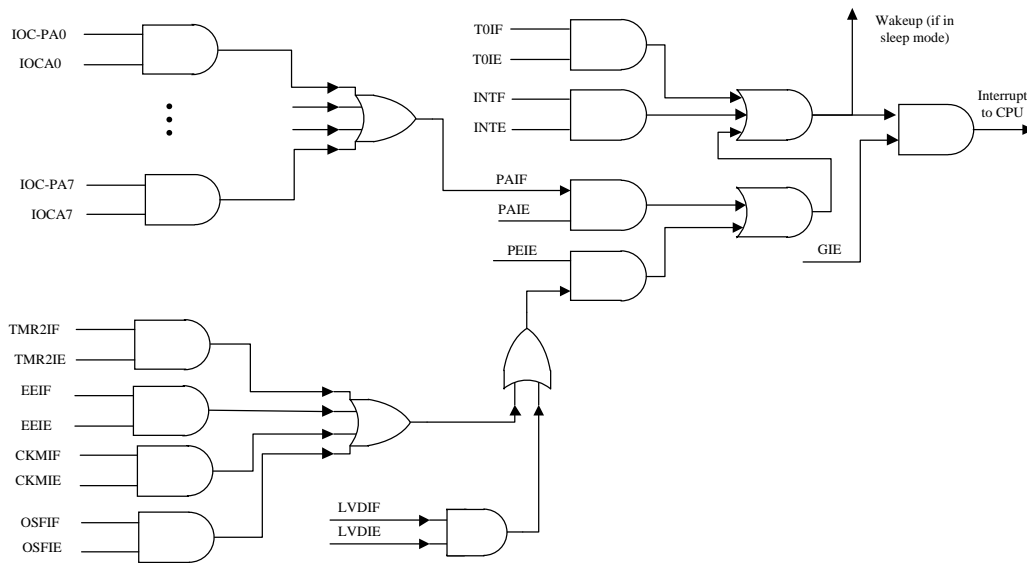 IOC-PA0
IOCA0
IOC-PA7
IOCA7
T0IF
T0IE
INTF
INTE
PAIF
PAIE
PEIE
Wakeup (if in
sleep mode)
Interrupt
to CPU
GIE
TMR2IF
TMR2IE
EEIF
EEIE
CKMIF
CKMIE
OSFIF
OSFIE
LVDIF
LVDIE